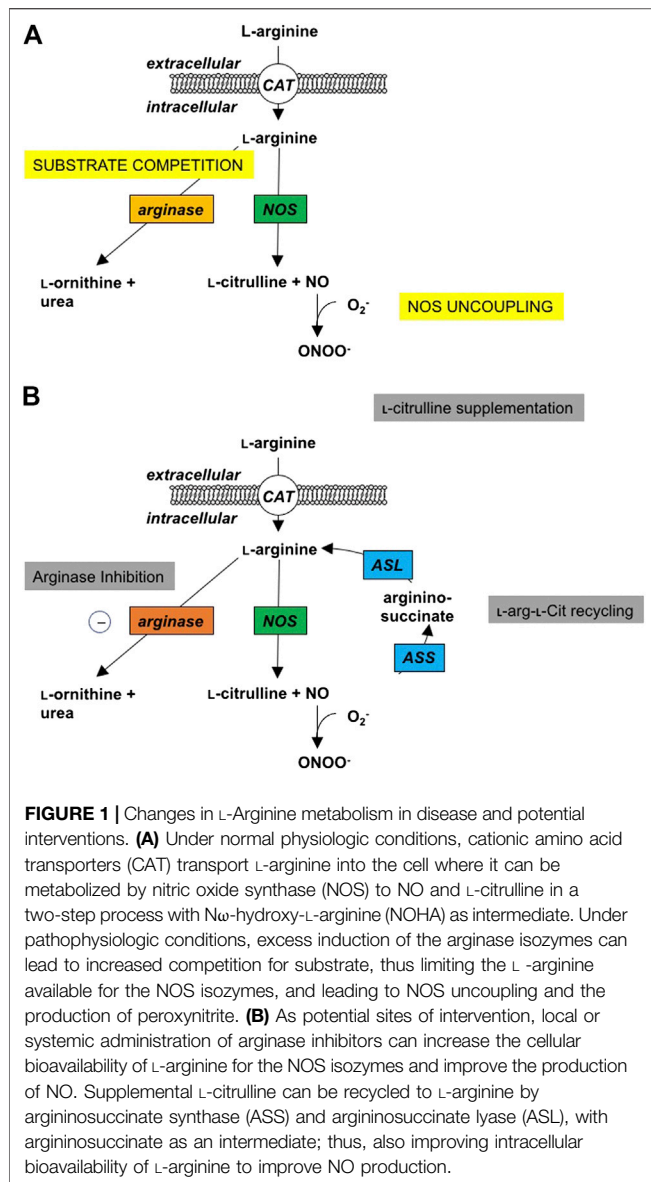 A
L-arginine
extracellular
CAT
intracellular
L-arginine
SUBSTRATE COMPETITION
arginase
NOS
L-ornithine +
urea
L-citrulline + NO
O₂⁻
NOS UNCOUPLING
ONOO⁻
B
L-citrulline supplementation
L-arginine
extracellular
CAT
intracellular
L-arginine
ASL
Arginase Inhibition
arginino-
succinate
L-arg-L-Cit recycling
−
arginase
NOS
ASS
L-ornithine +
urea
L-citrulline + NO
O₂⁻
ONOO⁻
FIGURE 1 | Changes in L-Arginine metabolism in disease and potential
interventions. (A) Under normal physiologic conditions, cationic amino acid
transporters (CAT) transport L-arginine into the cell where it can be
metabolized by nitric oxide synthase (NOS) to NO and L-citrulline in a
two-step process with Nω-hydroxy-L-arginine (NOHA) as intermediate. Under
pathophysiologic conditions, excess induction of the arginase isozymes can
lead to increased competition for substrate, thus limiting the L -arginine
available for the NOS isozymes, and leading to NOS uncoupling and the
production of peroxynitrite. (B) As potential sites of intervention, local or
systemic administration of arginase inhibitors can increase the cellular
bioavailability of L-arginine for the NOS isozymes and improve the production
of NO. Supplemental L-citrulline can be recycled to L-arginine by
argininosuccinate synthase (ASS) and argininosuccinate lyase (ASL), with
argininosuccinate as an intermediate; thus, also improving intracellular
bioavailability of L-arginine to improve NO production.